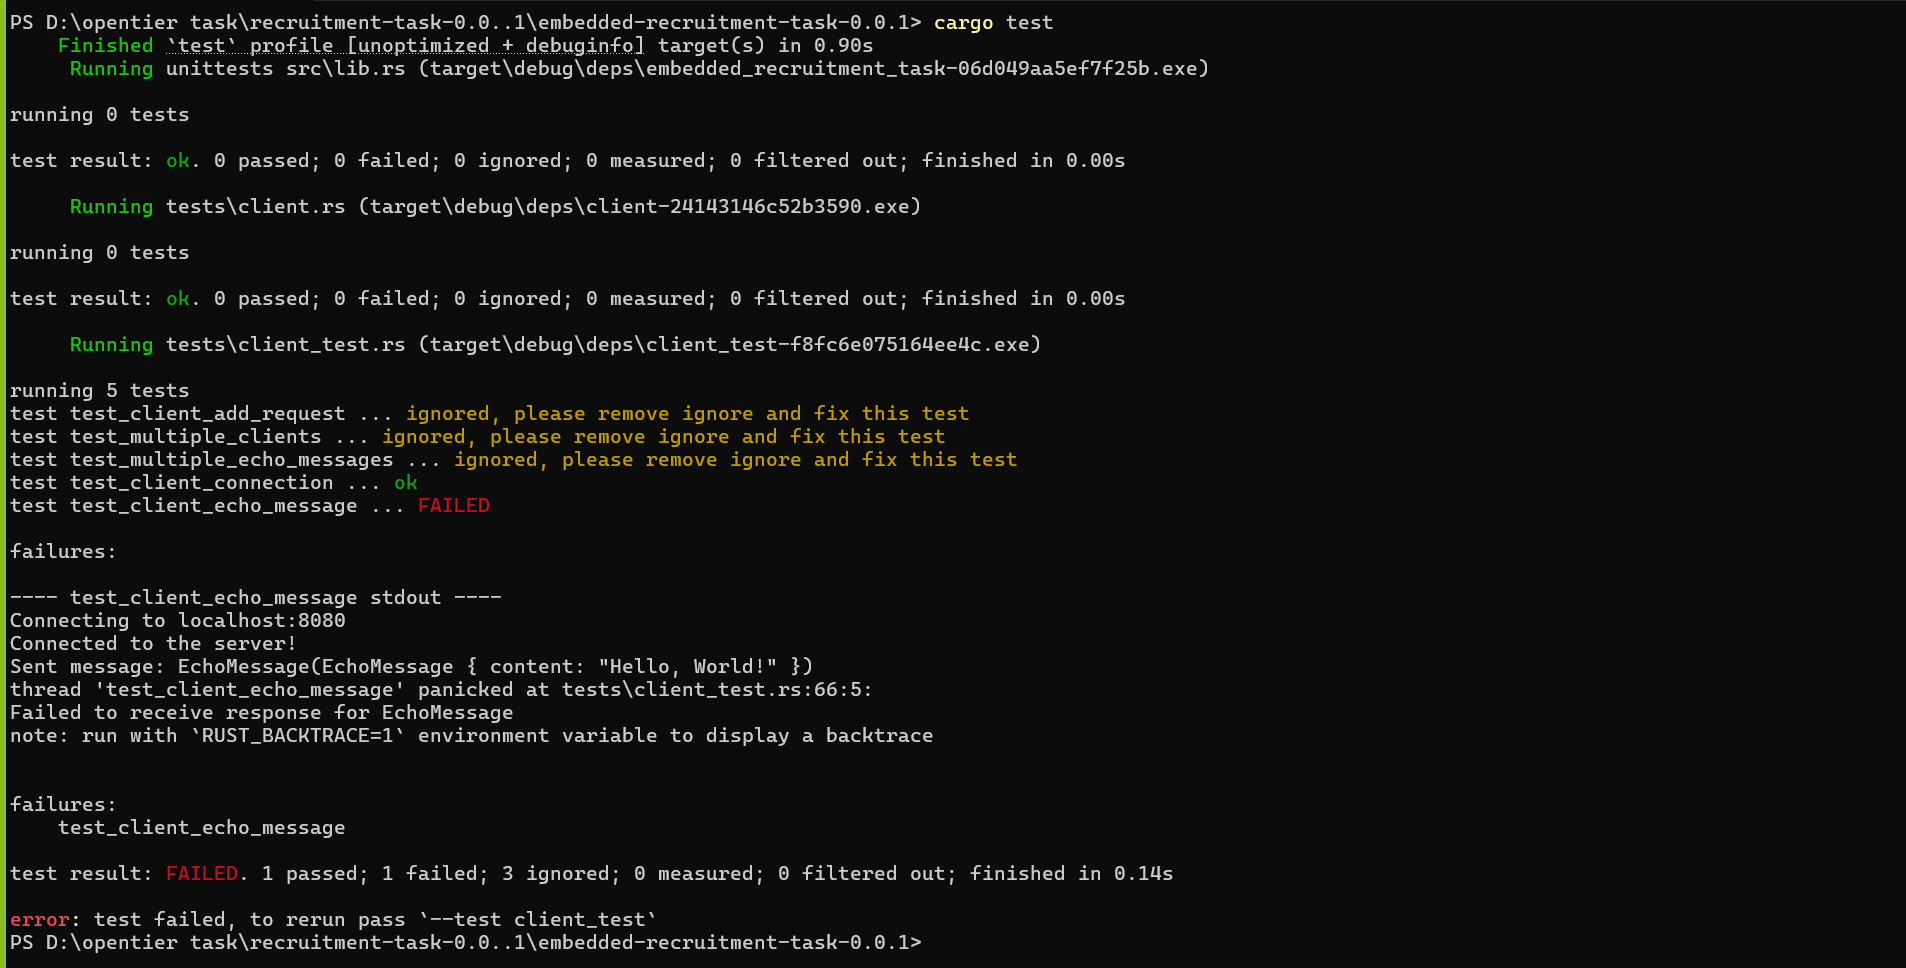 PS D:\opentier task\recruitment-task-0.0..1\embedded-recruitment-task-0.0.1> cargo test
    Finished `test` profile [unoptimized + debuginfo] target(s) in 0.90s
     Running unittests src\lib.rs (target\debug\deps\embedded_recruitment_task-06d049aa5ef7f25b.exe)

running 0 tests

test result: ok. 0 passed; 0 failed; 0 ignored; 0 measured; 0 filtered out; finished in 0.00s

     Running tests\client.rs (target\debug\deps\client-24143146c52b3590.exe)

running 0 tests

test result: ok. 0 passed; 0 failed; 0 ignored; 0 measured; 0 filtered out; finished in 0.00s

     Running tests\client_test.rs (target\debug\deps\client_test-f8fc6e075164ee4c.exe)

running 5 tests
test test_client_add_request ... ignored, please remove ignore and fix this test
test test_multiple_clients ... ignored, please remove ignore and fix this test
test test_multiple_echo_messages ... ignored, please remove ignore and fix this test
test test_client_connection ... ok
test test_client_echo_message ... FAILED

failures:

---- test_client_echo_message stdout ----
Connecting to localhost:8080
Connected to the server!
Sent message: EchoMessage(EchoMessage { content: "Hello, World!" })
thread 'test_client_echo_message' panicked at tests\client_test.rs:66:5:
Failed to receive response for EchoMessage
note: run with `RUST_BACKTRACE=1` environment variable to display a backtrace


failures:
    test_client_echo_message

test result: FAILED. 1 passed; 1 failed; 3 ignored; 0 measured; 0 filtered out; finished in 0.14s

error: test failed, to rerun pass `--test client_test`
PS D:\opentier task\recruitment-task-0.0..1\embedded-recruitment-task-0.0.1>